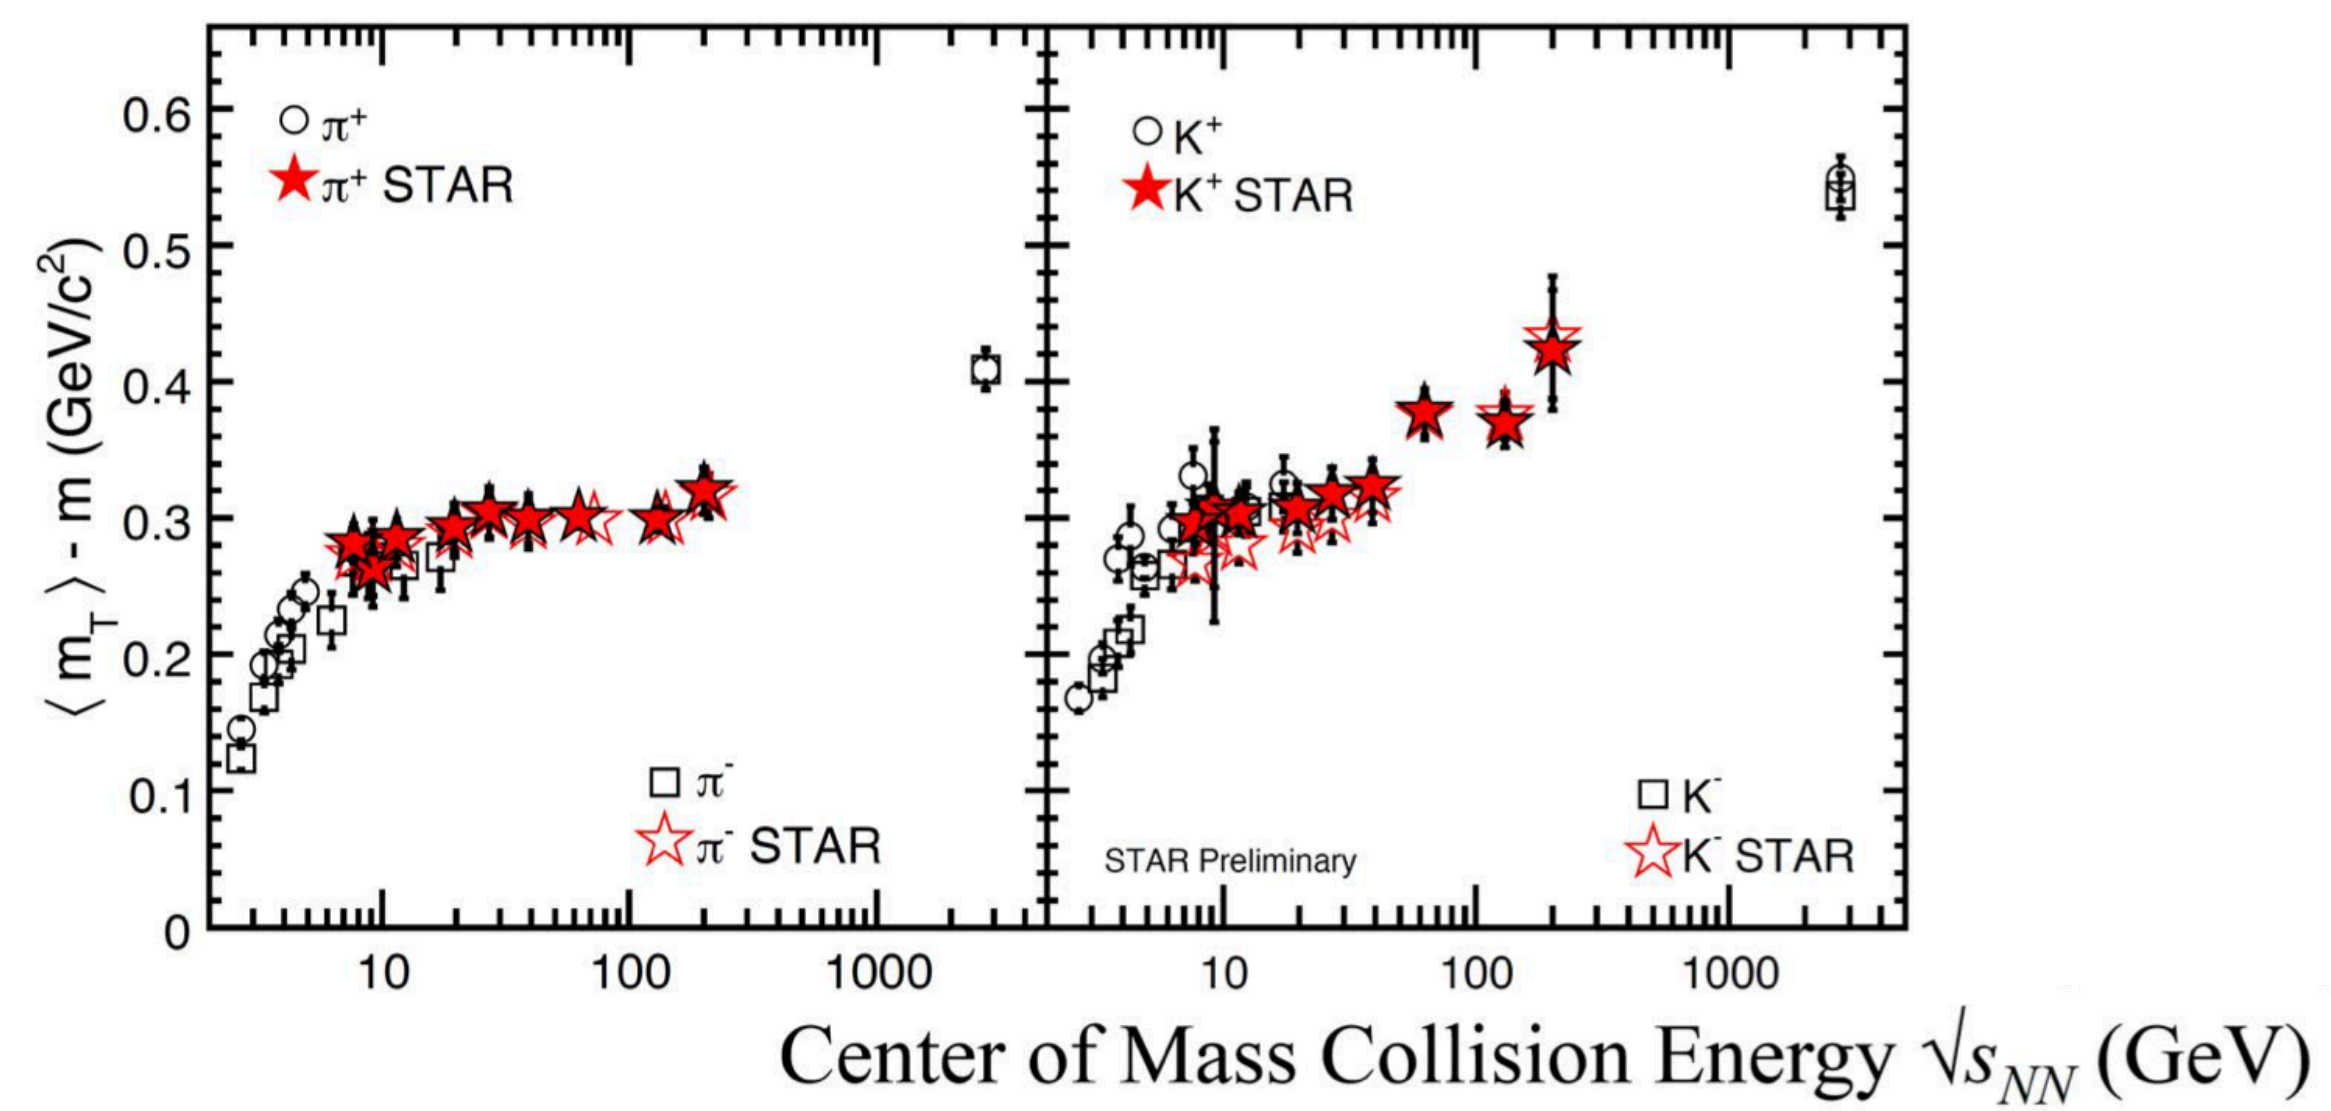 ⟨ m_T ⟩ - m (GeV/c²)
0.6
0.5
0.4
0.3
0.2
0.1
0
π⁺
π⁺ STAR
π⁻
π⁻ STAR
10 100 1000
K⁺
K⁺ STAR
K⁻
K⁻ STAR
STAR Preliminary
10 100 1000
Center of Mass Collision Energy √s_NN (GeV)